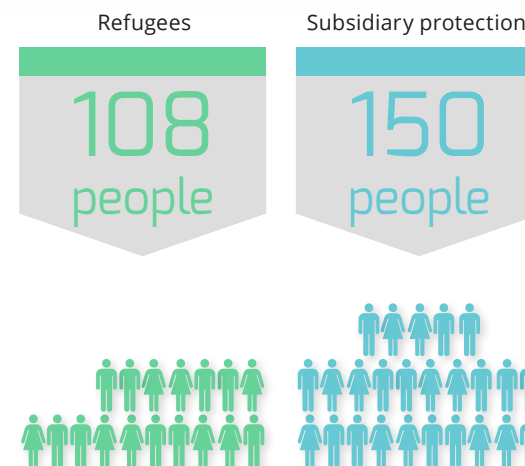 Refugees
Subsidiary protection
108
people
150
people